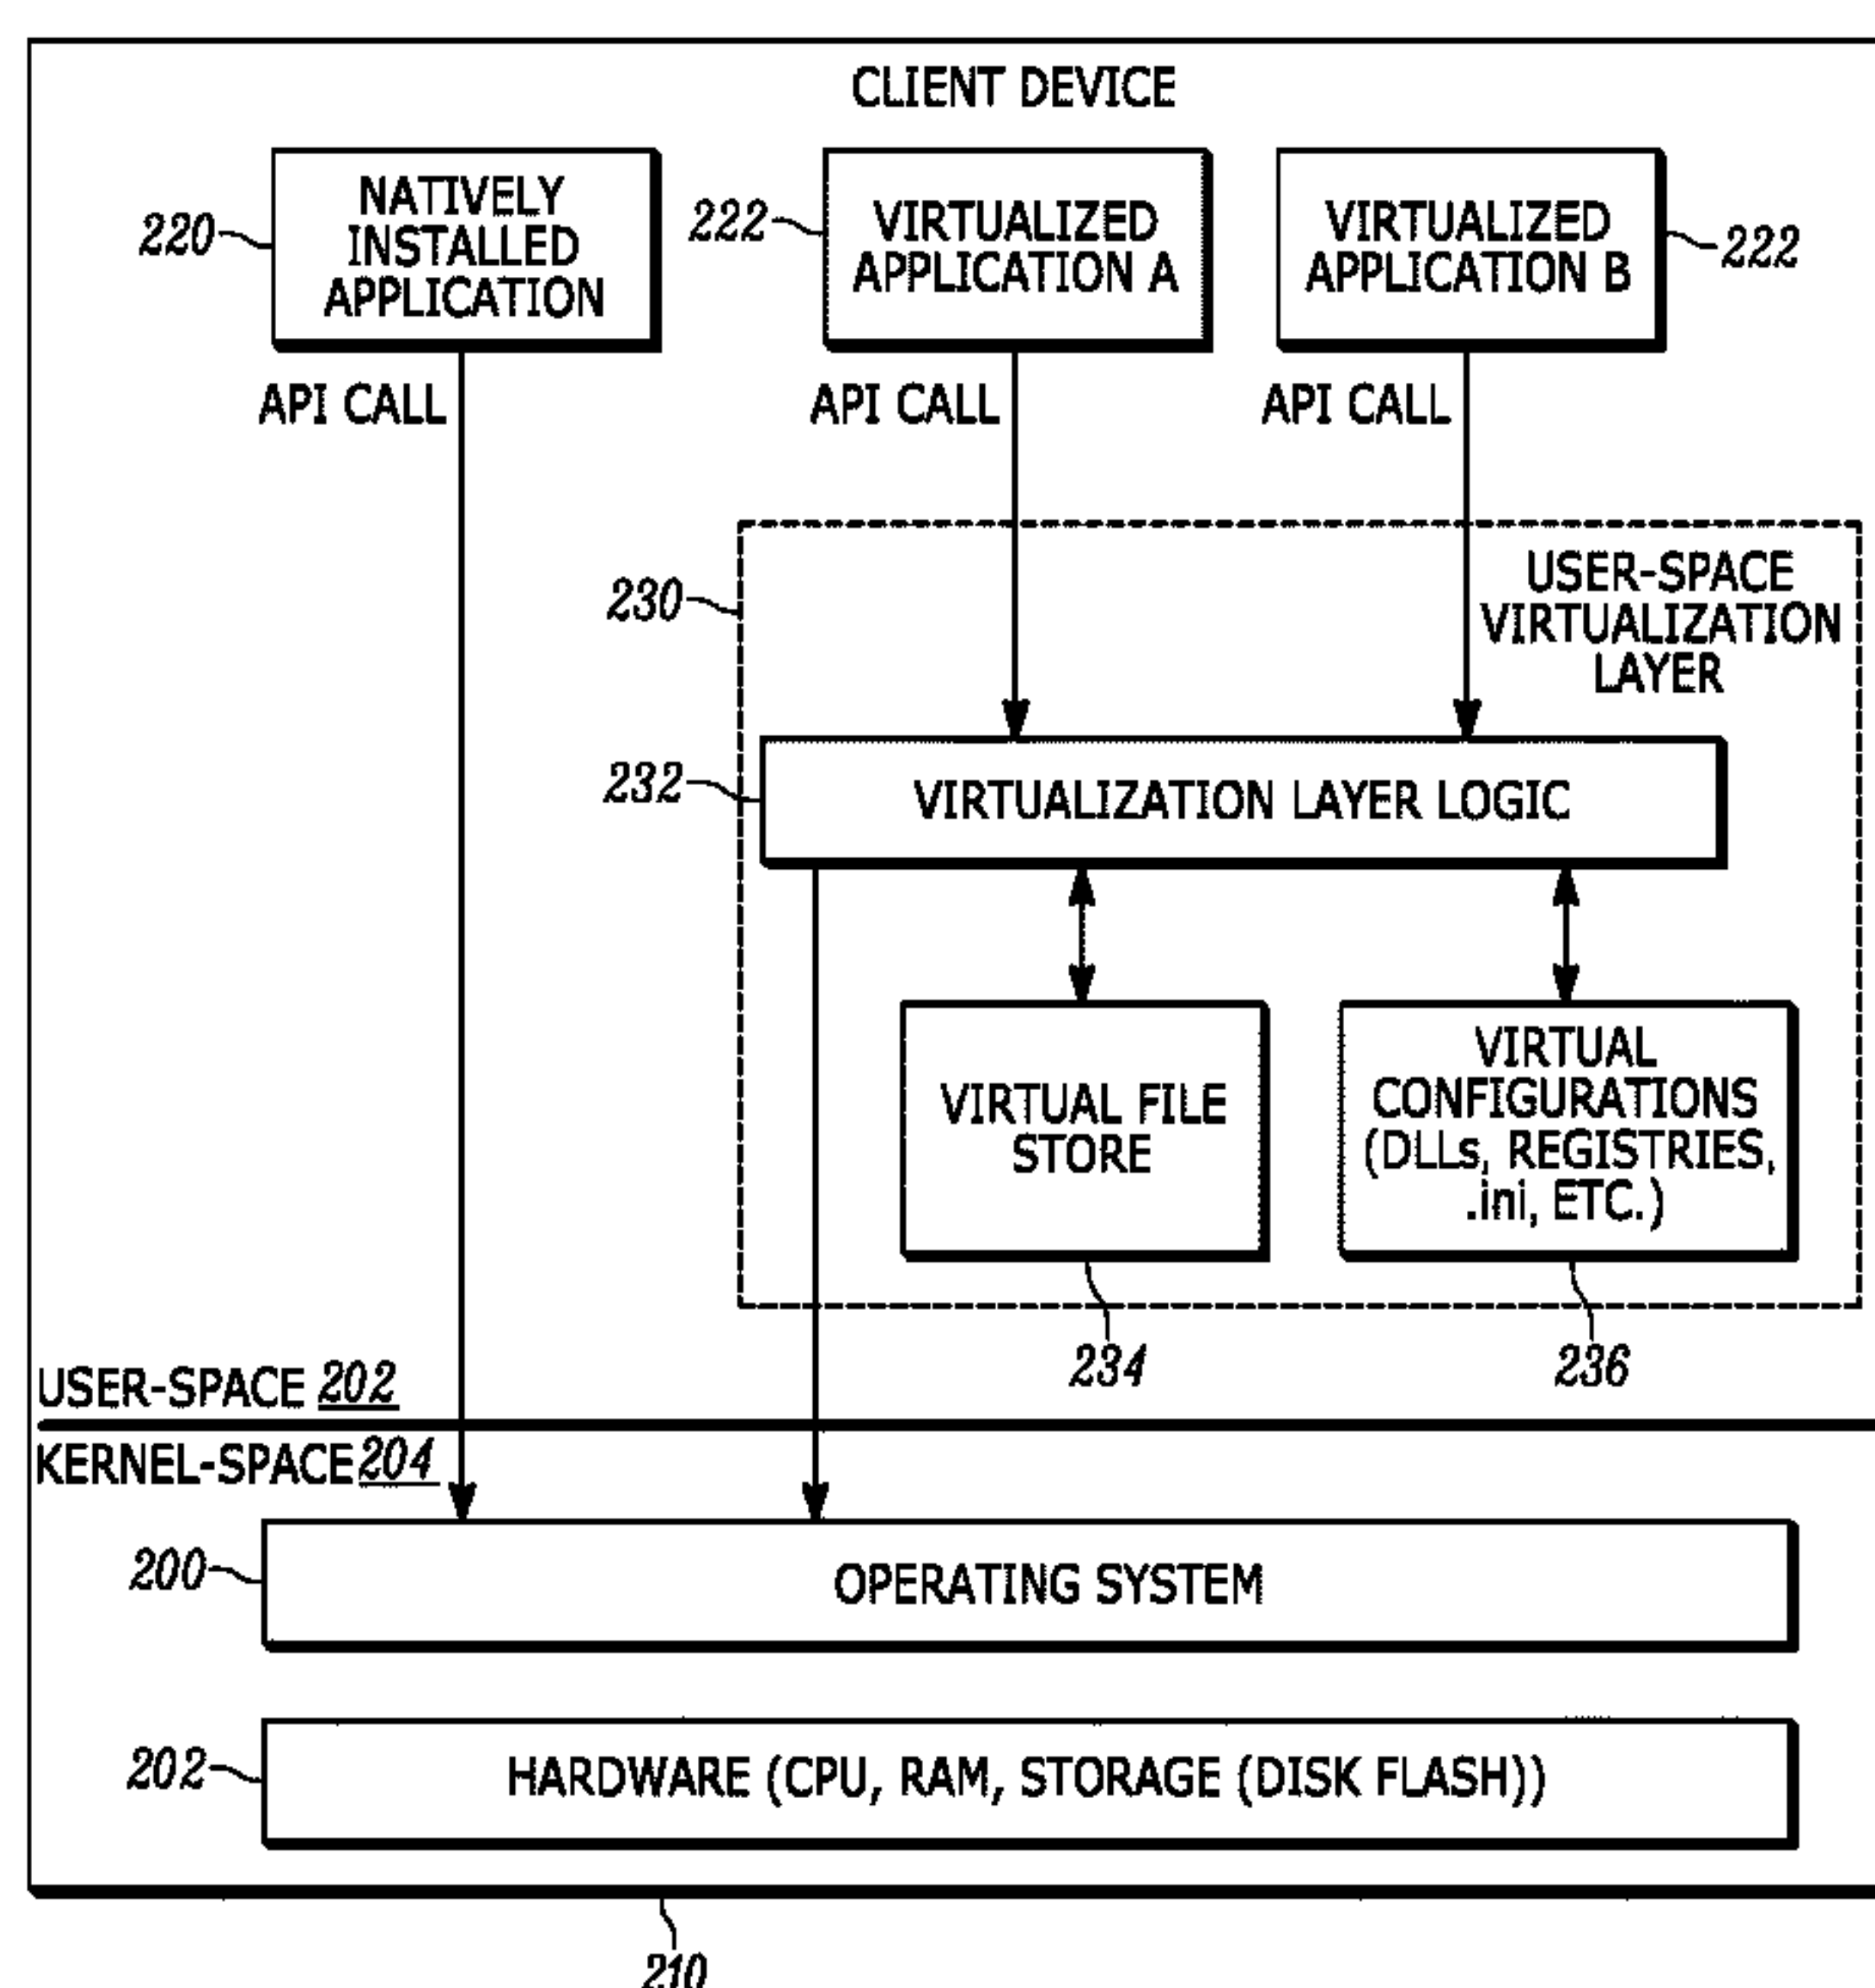 CLIENT DEVICE
NATIVELY
INSTALLED
APPLICATION
220
222
VIRTUALIZED
APPLICATION A
VIRTUALIZED
APPLICATION B
222
API CALL
API CALL
API CALL
230
USER-SPACE
VIRTUALIZATION
LAYER
232
VIRTUALIZATION LAYER LOGIC
VIRTUAL FILE
STORE
VIRTUAL
CONFIGURATIONS
(DLLs, REGISTRIES,
.ini, ETC.)
234
236
USER-SPACE 202
KERNEL-SPACE 204
200
OPERATING SYSTEM
202
HARDWARE (CPU, RAM, STORAGE (DISK FLASH))
210